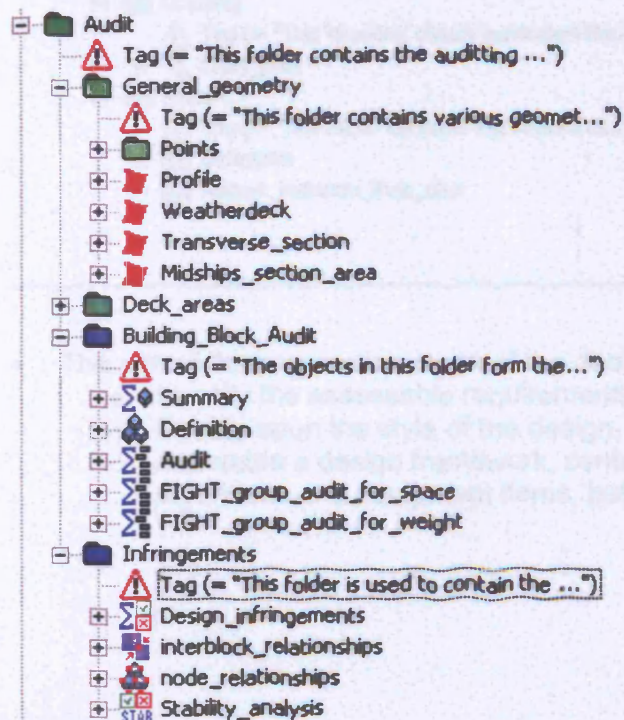 Audit
Tag (= "This folder contains the auditting ...")
General_geometry
Tag (= "This folder contains various geomet...")
Points
Profile
Weatherdeck
Transverse_section
Midships_section_area
Deck_areas
Building_Block_Audit
Tag (= "The objects in this folder form the...")
Summary
Definition
Audit
FIGHT_group_audit_for_space
FIGHT_group_audit_for_weight
Infringements
Tag (= "This folder is used to contain the ...")
Design_infringements
interblock_relationships
node_relationships
Stability_analysis
STAB